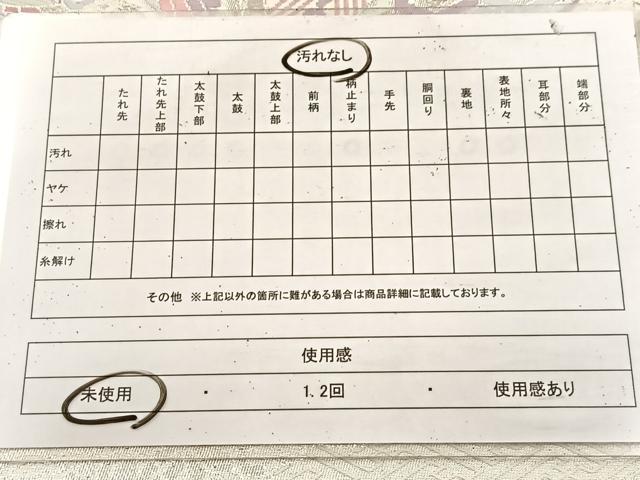 汚れなし
たれ先 たれ先上部 太鼓下部 太鼓 太鼓上部 前柄 柄止まり 手先 胴回り 裏地 表地所々 耳部分 端部分
汚れ
ヤケ
擦れ
糸解け
その他 ※上記以外の箇所に難がある場合は商品詳細に記載しております。
使用感
未使用 ・ 1、2回 ・ 使用感あり